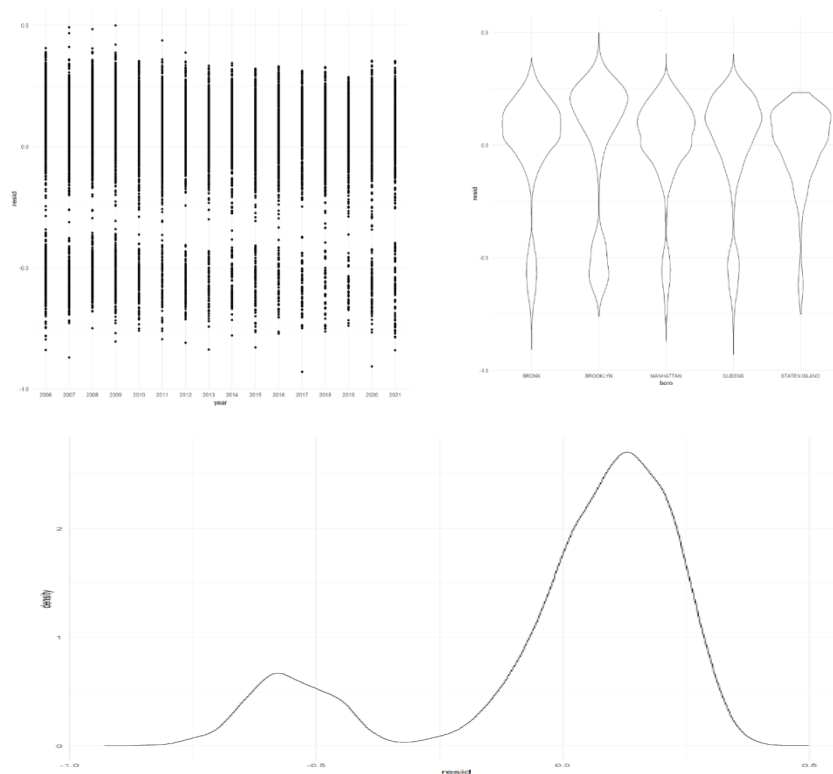 0.5
0.0
-0.5
-1.0
resid
2006 2007 2008 2009 2010 2011 2012 2013 2014 2015 2016 2017 2018 2019 2020 2021
year
0.5
0.0
-0.5
-1.0
resid
BRONX BROOKLYN MANHATTAN QUEENS STATEN ISLAND
boro
2
1
0
density
-1.0 -0.5 0.0 0.5
resid